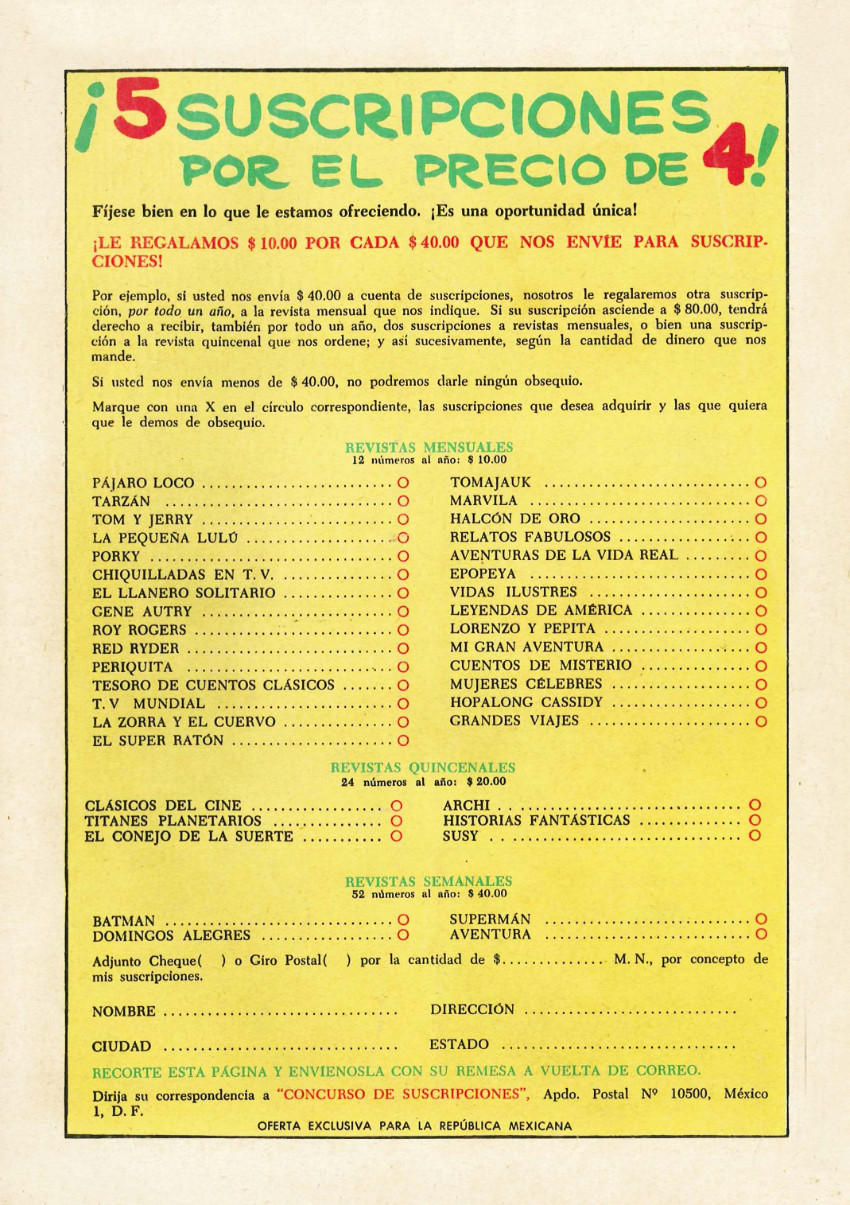 ¡5 SUSCRIPCIONES
POR EL PRECIO DE 4!
Fíjese bien en lo que le estamos ofreciendo. ¡Es una oportunidad única!
¡LE REGALAMOS $ 10.00 POR CADA $ 40.00 QUE NOS ENVÍE PARA SUSCRIP-
CIONES!
Por ejemplo, si usted nos envía $ 40.00 a cuenta de suscripciones, nosotros le regalaremos otra suscrip-
ción, por todo un año, a la revista mensual que nos indique. Si su suscripción asciende a $ 80.00, tendrá
derecho a recibir, también por todo un año, dos suscripciones a revistas mensuales, o bien una suscrip-
ción a la revista quincenal que nos ordene; y así sucesivamente, según la cantidad de dinero que nos
mande.
Si usted nos envía menos de $ 40.00, no podremos darle ningún obsequio.
Marque con una X en el círculo correspondiente, las suscripciones que desea adquirir y las que quiera
que le demos de obsequio.
REVISTAS MENSUALES
12 números al año: $ 10.00
PÁJARO LOCO
TARZÁN
TOM Y JERRY
LA PEQUEÑA LULÚ
PORKY
CHIQUILLADAS EN T. V.
EL LLANERO SOLITARIO
GENE AUTRY
ROY ROGERS
RED RYDER
PERIQUITA
TESORO DE CUENTOS CLÁSICOS
T. V MUNDIAL
LA ZORRA Y EL CUERVO
EL SUPER RATÓN
TOMAJAUK
MARVILA
HALCÓN DE ORO
RELATOS FABULOSOS
AVENTURAS DE LA VIDA REAL
EPOPEYA
VIDAS ILUSTRES
LEYENDAS DE AMÉRICA
LORENZO Y PEPITA
MI GRAN AVENTURA
CUENTOS DE MISTERIO
MUJERES CÉLEBRES
HOPALONG CASSIDY
GRANDES VIAJES
REVISTAS QUINCENALES
24 números al año: $ 20.00
CLÁSICOS DEL CINE
TITANES PLANETARIOS
EL CONEJO DE LA SUERTE
ARCHI
HISTORIAS FANTÁSTICAS
SUSY
REVISTAS SEMANALES
52 números al año: $ 40.00
BATMAN
DOMINGOS ALEGRES
SUPERMÁN
AVENTURA
Adjunto Cheque( ) o Giro Postal( ) por la cantidad de $.............. M. N., por concepto de
mis suscripciones.
NOMBRE .............................. DIRECCIÓN ...........................
CIUDAD .............................. ESTADO ..............................
RECORTE ESTA PÁGINA Y ENVIENOSLA CON SU REMESA A VUELTA DE CORREO.
Dirija su correspondencia a "CONCURSO DE SUSCRIPCIONES", Apdo. Postal Nº 10500, México
1, D. F.
OFERTA EXCLUSIVA PARA LA REPÚBLICA MEXICANA